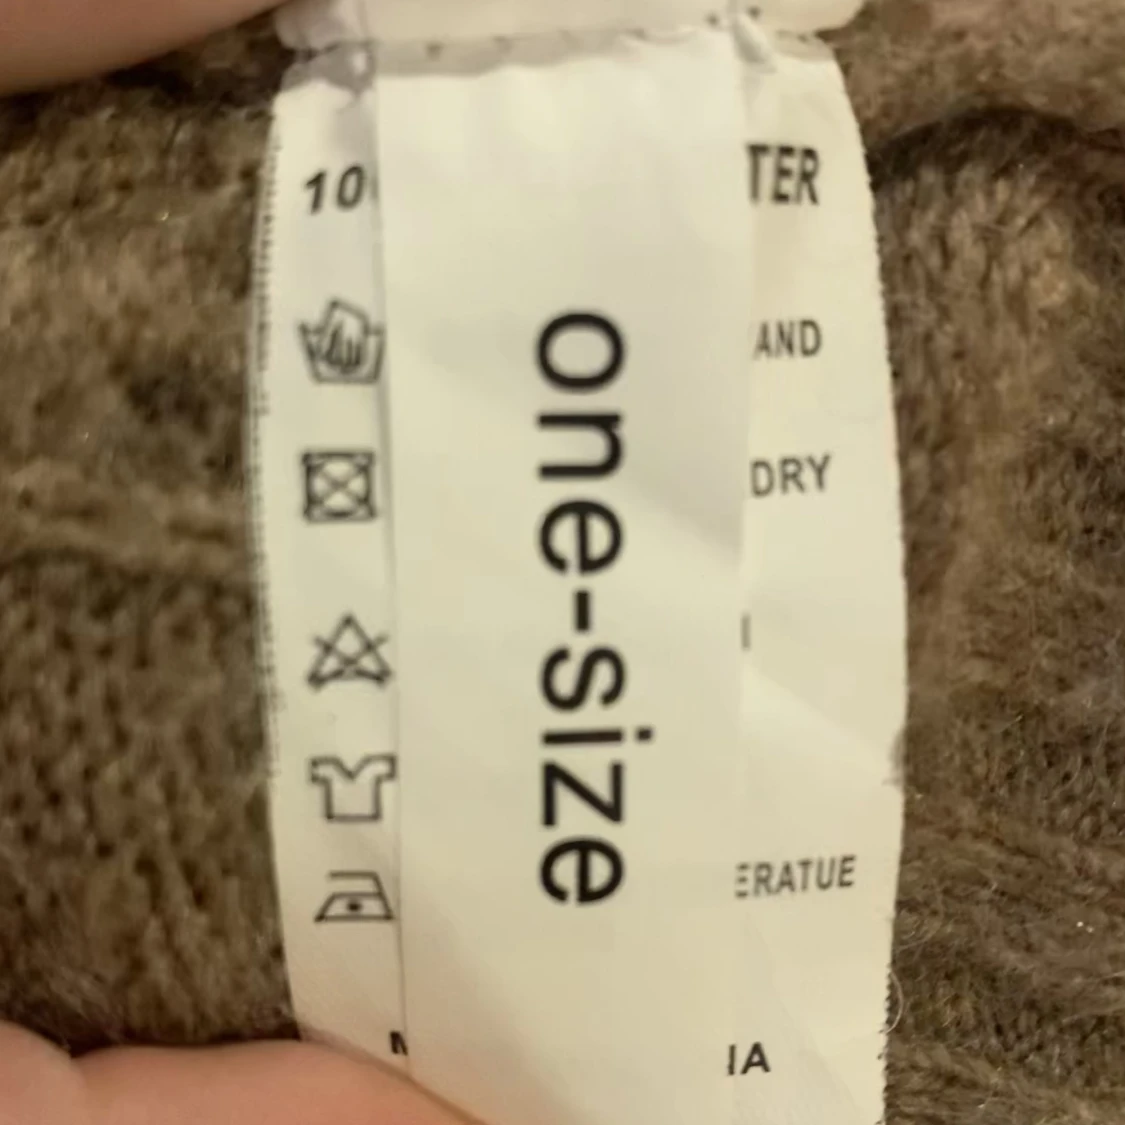 one-size
10
TER
AND
DRY
ERATUE
M
IA